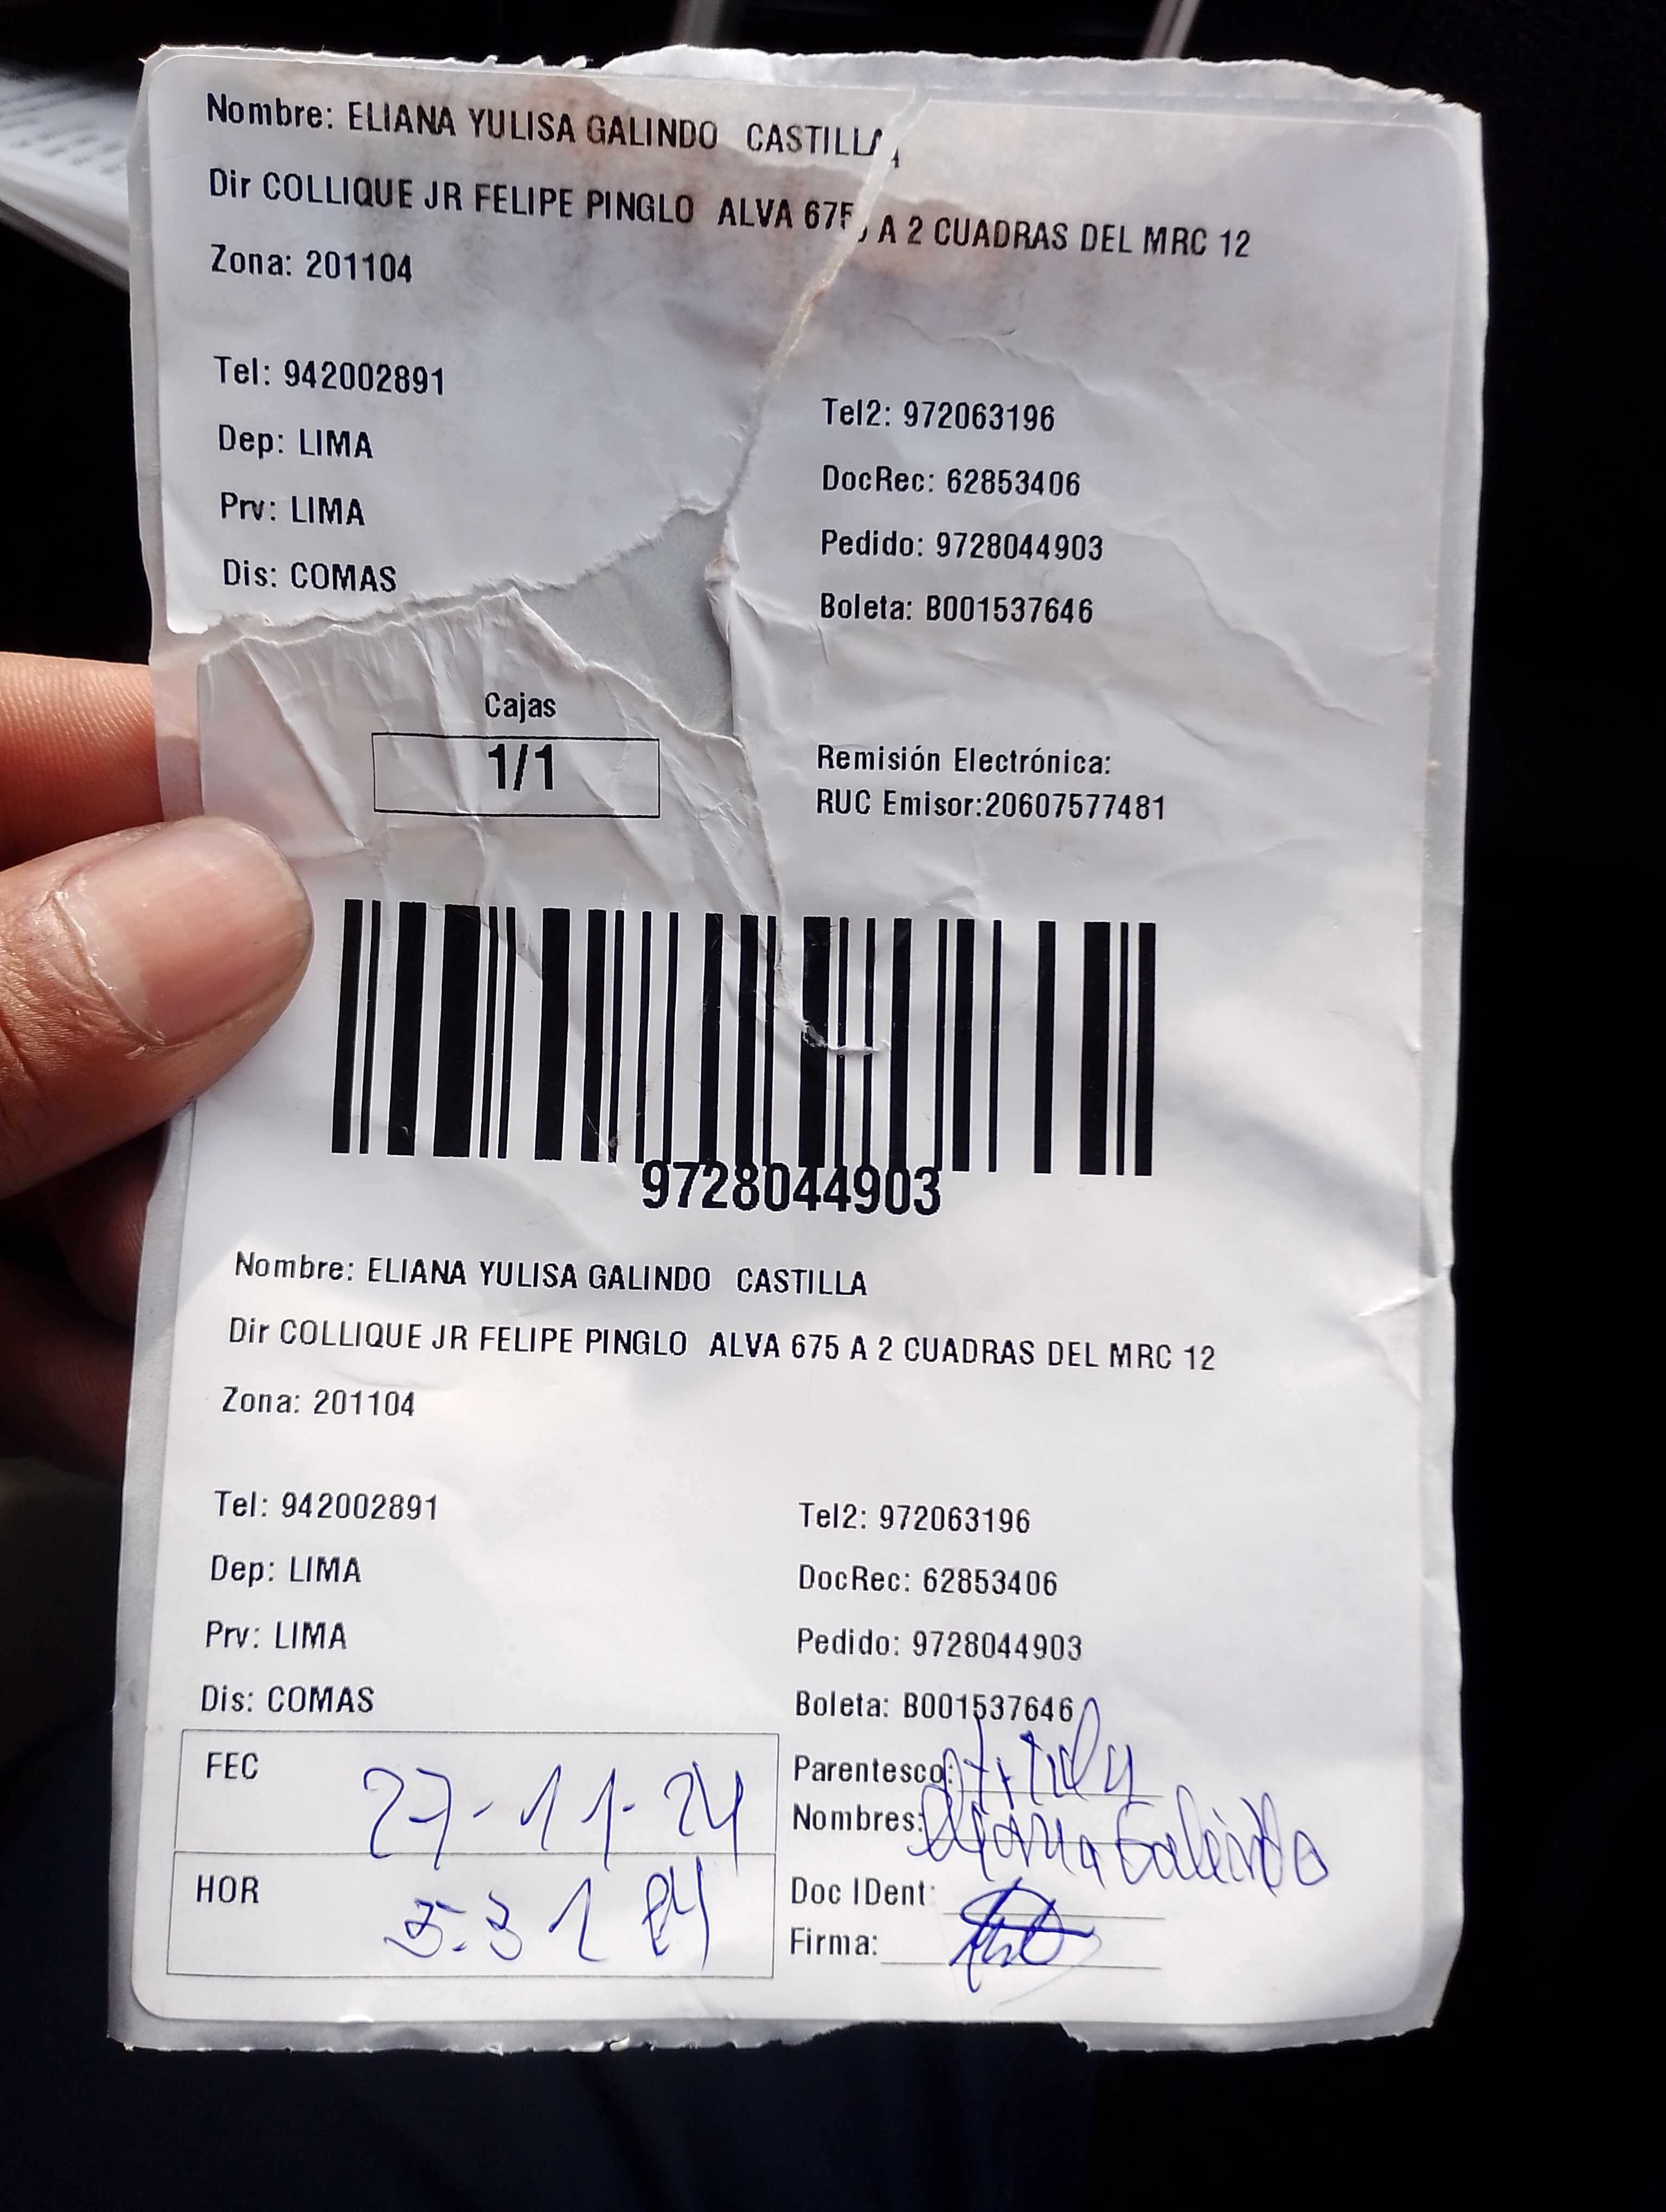 Nombre: ELIANA YULISA GALINDO CASTILLA
Dir COLLIQUE JR FELIPE PINGLO ALVA 675 A 2 CUADRAS DEL MRC 12
Zona: 201104
Tel: 942002891
Tel2: 972063196
Dep: LIMA
DocRec: 62853406
Prv: LIMA
Pedido: 9728044903
Dis: COMAS
Boleta: B001537646
Cajas
1/1
Remisión Electrónica:
RUC Emisor:20607577481
9728044903
Nombre: ELIANA YULISA GALINDO CASTILLA
Dir COLLIQUE JR FELIPE PINGLO ALVA 675 A 2 CUADRAS DEL MRC 12
Zona: 201104
Tel: 942002891
Tel2: 972063196
Dep: LIMA
DocRec: 62853406
Prv: LIMA
Pedido: 9728044903
Dis: COMAS
Boleta: B001537646
FEC 27-11-24
Parentesco:
Nombres: Galindo
HOR
Doc IDent:
Firma: